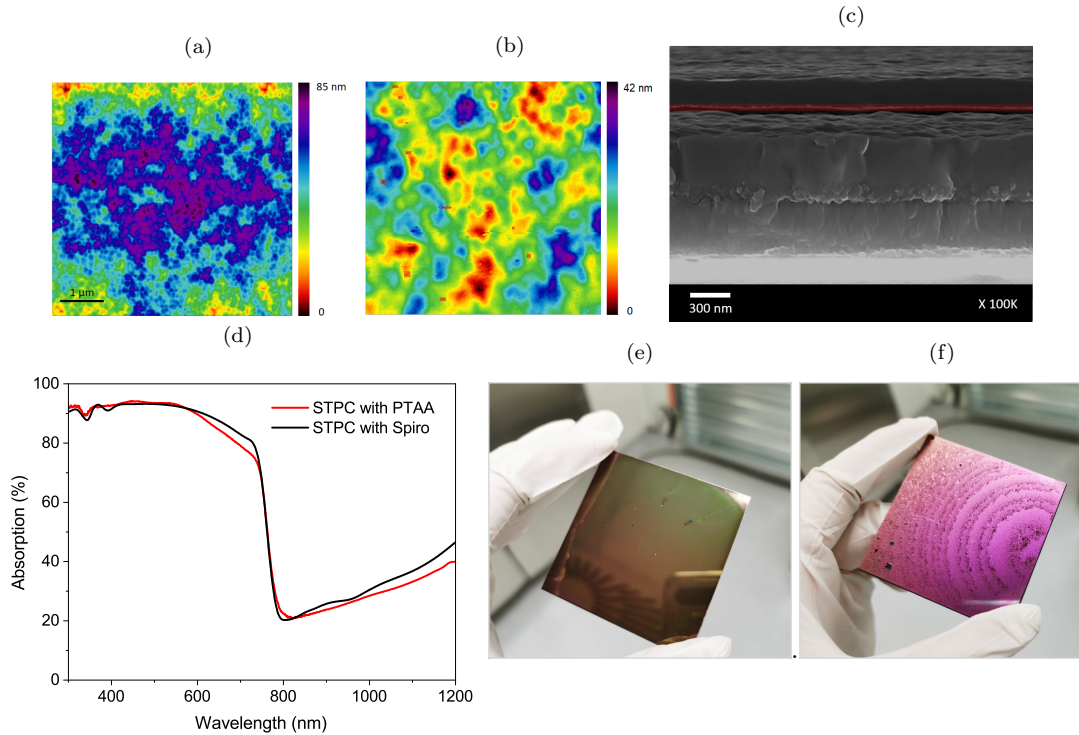 (a)
(b)
(c)
85 nm
0
1 μm
42 nm
0
300 nm
X 100K
(d)
(e)
(f)
100
80
60
40
20
0
Absorption (%)
STPC with PTAA
STPC with Spiro
400
600
800
1000
1200
Wavelength (nm)